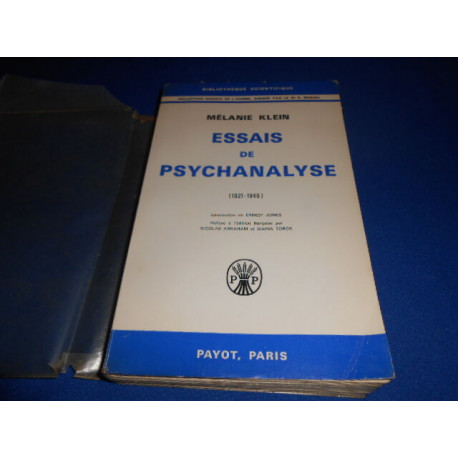 BIBLIOTHÈQUE SCIENTIFIQUE
MÉLANIE KLEIN
ESSAIS
DE
PSYCHANALYSE
(1921-1945)
Introduction de ERNEST JONES
Préface à l'édition française par
NICOLAS ABRAHAM et MARIA TOROK
P P
PAYOT, PARIS